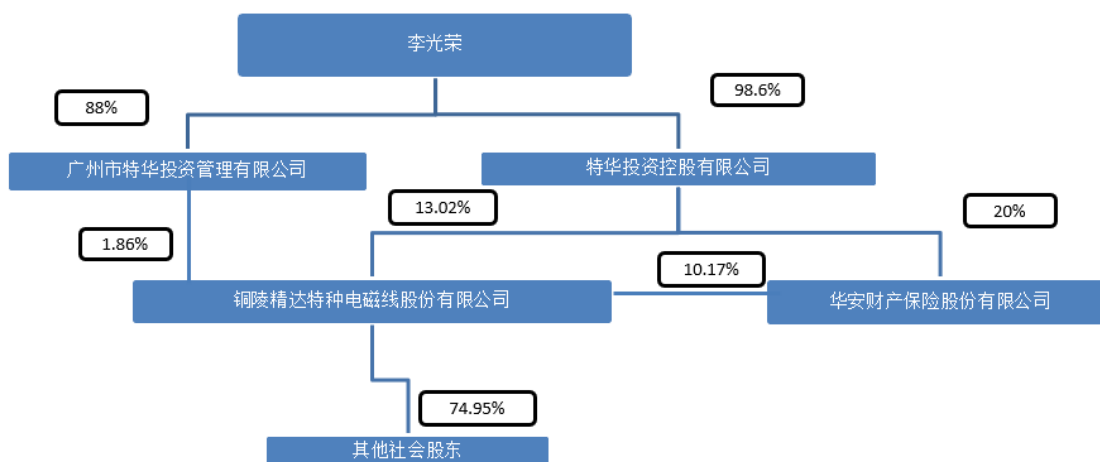 李光荣
88%
98.6%
广州市特华投资管理有限公司
特华投资控股有限公司
13.02%
20%
1.86%
10.17%
铜陵精达特种电磁线股份有限公司
华安财产保险股份有限公司
74.95%
其他社会股东